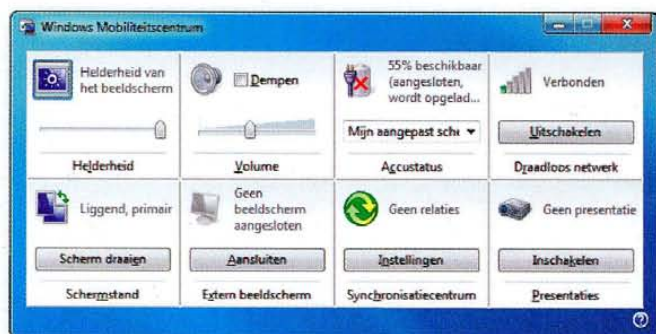 Windows Mobiliteitscentrum
Helderheid van
het beeldscherm
Helderheid
Dempen
Volume
55% beschikbaar
(aangesloten,
wordt opgelad...
Mijn aangepast sche
Accustatus
Verbonden
Uitschakelen
Draadloos netwerk
Liggend, primair
Scherm draaien
Schermstand
Geen
beeldscherm
aangesloten
Aansluiten
Extern beeldscherm
Geen relaties
Instellingen
Synchronisatiecentrum
Geen presentatie
Inschakelen
Presentaties